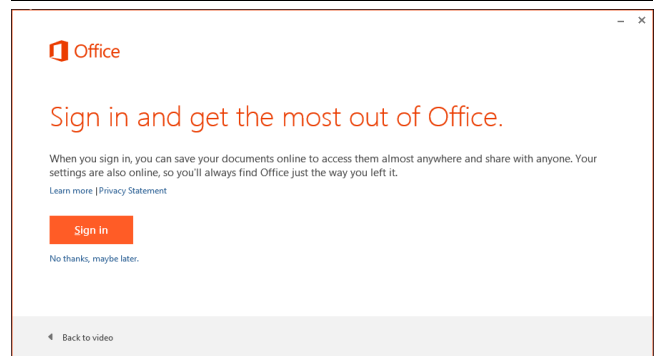 Office
Sign in and get the most out of Office.
When you sign in, you can save your documents online to access them almost anywhere and share with anyone. Your
settings are also online, so you'll always find Office just the way you left it.
Learn more | Privacy Statement
Sign in
No thanks, maybe later.
Back to video